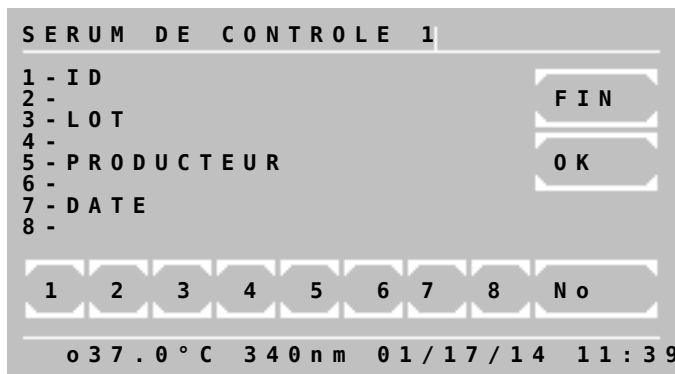 SERUM DE CONTROLE 1
1-ID
2-
FIN
3-LOT
4-
5-PRODUCTEUR
OK
6-
7-DATE
8-
1 2 3 4 5 6 7 8 No
o37.0°C 340nm 01/17/14 11:39